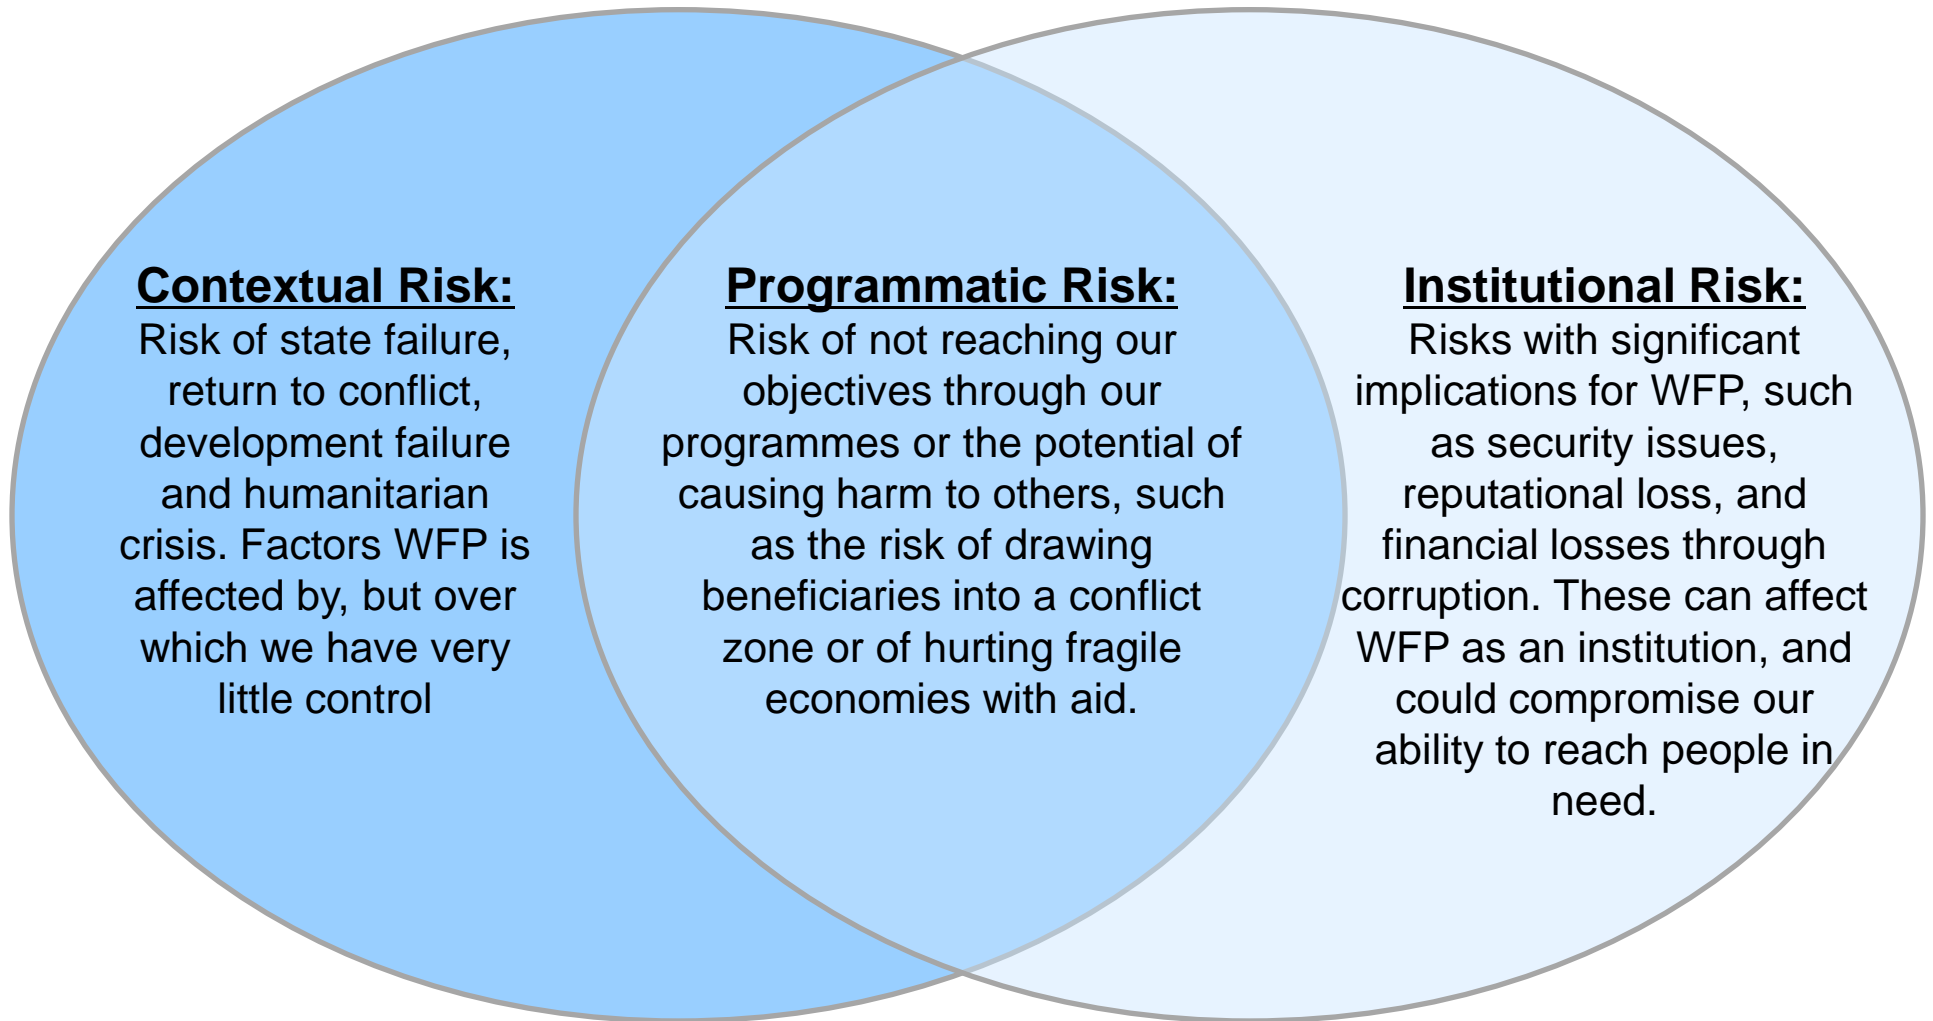 Contextual Risk:
Risk of state failure,
return to conflict,
development failure
and humanitarian
crisis. Factors WFP is
affected by, but over
which we have very
little control
Programmatic Risk:
Risk of not reaching our
objectives through our
programmes or the potential of
causing harm to others, such
as the risk of drawing
beneficiaries into a conflict
zone or of hurting fragile
economies with aid.
Institutional Risk:
Risks with significant
implications for WFP, such
as security issues,
reputational loss, and
financial losses through
corruption. These can affect
WFP as an institution, and
could compromise our
ability to reach people in
need.